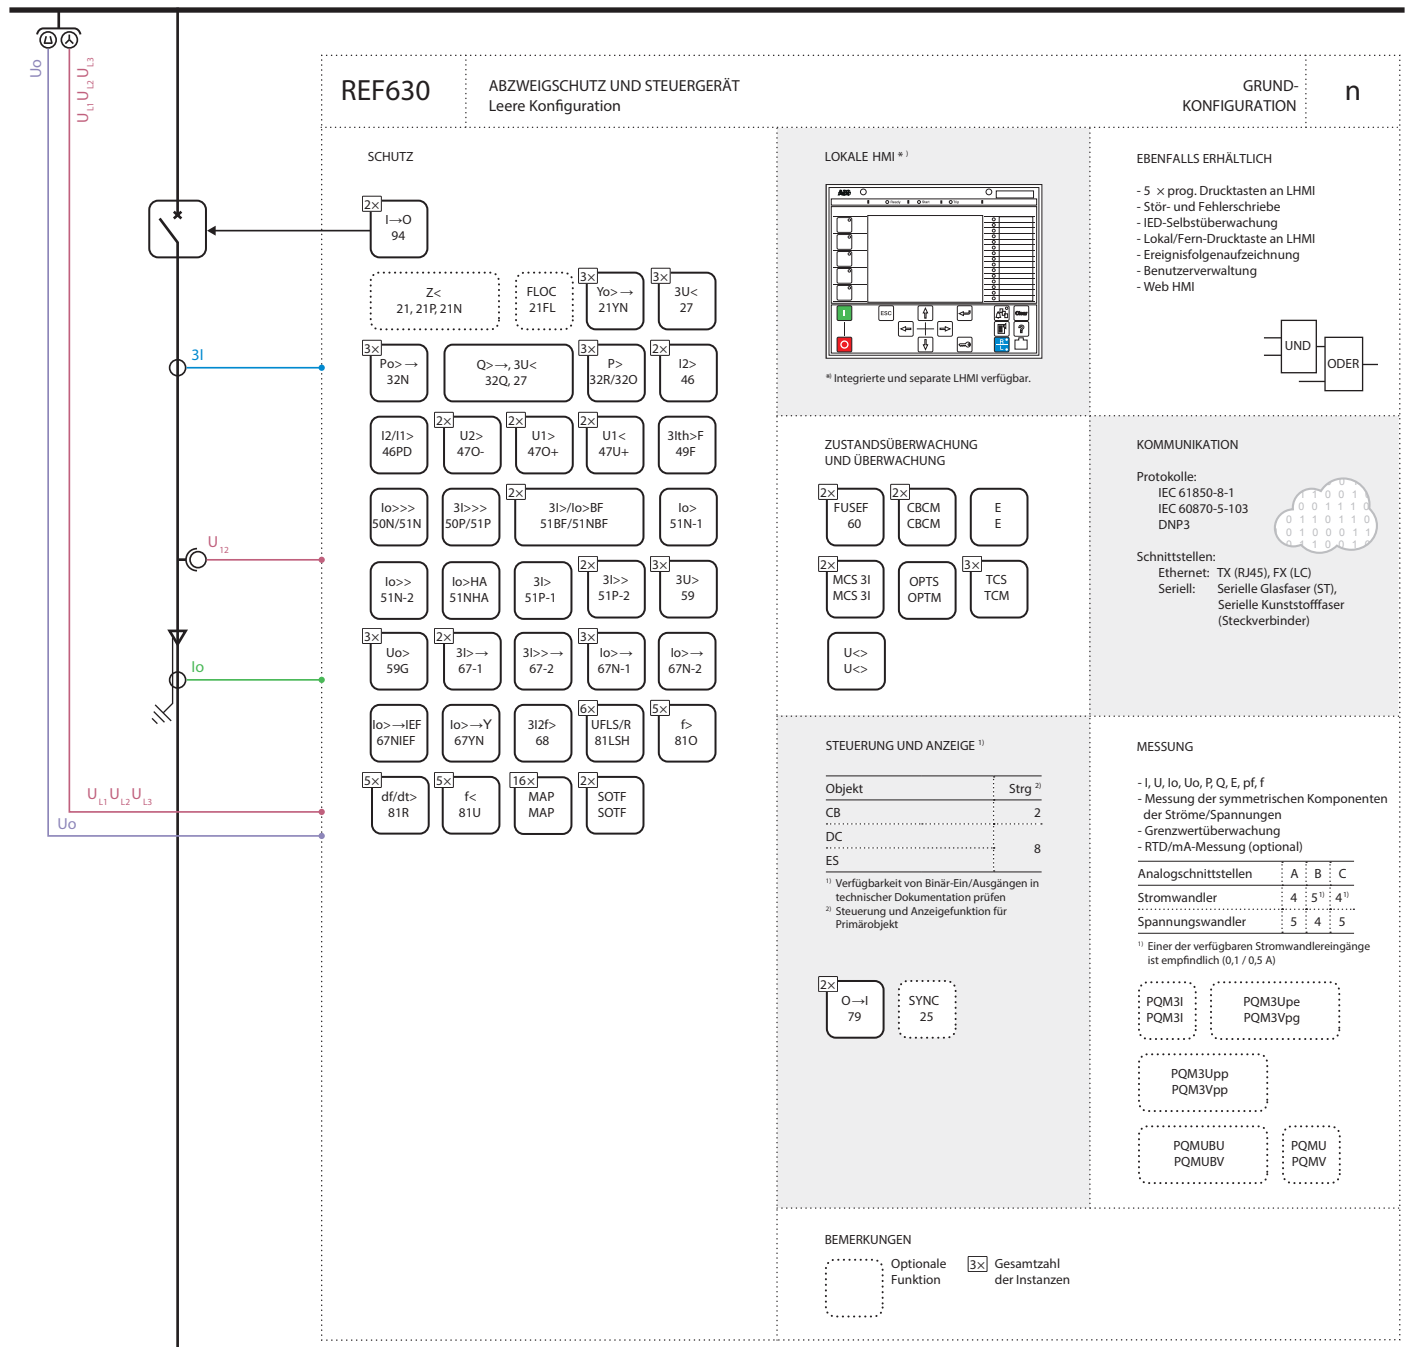 Uo
U L1 U L2 U L3
REF630
ABZWEIGSCHUTZ UND STEUERGERÄT
Leere Konfiguration
GRUND-
KONFIGURATION
n
SCHUTZ
2×
I→O
94
Z<
21, 21P, 21N
FLOC
21FL
3×
Yo>→
21YN
3×
3U<
27
3×
Po>→
32N
Q>→, 3U<
32Q, 27
3×
P>
32R/32O
2×
I2>
46
I2/I1>
46PD
2×
U2>
47O-
2×
U1>
47O+
2×
U1<
47U+
3Ith>F
49F
Io>>>
50N/51N
3I>>>
50P/51P
2×
3I>/Io>BF
51BF/51NBF
Io>
51N-1
Io>>
51N-2
Io>HA
51NHA
3I>
51P-1
2×
3I>>
51P-2
3×
3U>
59
3×
Uo>
59G
2×
3I>→
67-1
3I>>→
67-2
3×
Io>→
67N-1
Io>→
67N-2
Io>→IEF
67NIEF
Io>→Y
67YN
3I2f>
68
6×
UFLS/R
81LSH
5×
f>
81O
5×
df/dt>
81R
5×
f<
81U
16×
MAP
MAP
2×
SOTF
SOTF
3I
U 12
Io
U L1 U L2 U L3
Uo
LOKALE HMI *)
ABB
Ready
Start
Trip
I
ESC
Clear
O
?
R
L
*) Integrierte und separate LHMI verfügbar.
EBENFALLS ERHÄLTLICH
- 5 × prog. Drucktasten an LHMI
- Stör- und Fehlerschriebe
- IED-Selbstüberwachung
- Lokal/Fern-Drucktaste an LHMI
- Ereignisfolgenaufzeichnung
- Benutzerverwaltung
- Web HMI
UND
ODER
ZUSTANDSÜBERWACHUNG
UND ÜBERWACHUNG
2×
FUSEF
60
2×
CBCM
CBCM
E
E
2×
MCS 3I
MCS 3I
OPTS
OPTM
3×
TCS
TCM
U<>
U<>
KOMMUNIKATION
Protokolle:
IEC 61850-8-1
IEC 60870-5-103
DNP3
Schnittstellen:
Ethernet: TX (RJ45), FX (LC)
Seriell: Serielle Glasfaser (ST),
Serielle Kunststofffaser
(Steckverbinder)
STEUERUNG UND ANZEIGE 1)
Objekt Strg 2)
CB 2
DC
8
ES
1) Verfügbarkeit von Binär-Ein/Ausgängen in
technischer Dokumentation prüfen
2) Steuerung und Anzeigefunktion für
Primärobjekt
2×
O→I
79
SYNC
25
MESSUNG
- I, U, Io, Uo, P, Q, E, pf, f
- Messung der symmetrischen Komponenten
der Ströme/Spannungen
- Grenzwertüberwachung
- RTD/mA-Messung (optional)
Analogschnittstellen A B C
Stromwandler 4 5 1) 4 1)
Spannungswandler 5 4 5
1) Einer der verfügbaren Stromwandlereingänge
ist empfindlich (0,1 / 0,5 A)
PQM3I
PQM3I
PQM3Upe
PQM3Vpg
PQM3Upp
PQM3Vpp
PQMUBU
PQMUBV
PQMU
PQMV
BEMERKUNGEN
Optionale
Funktion
3×
Gesamtzahl
der Instanzen